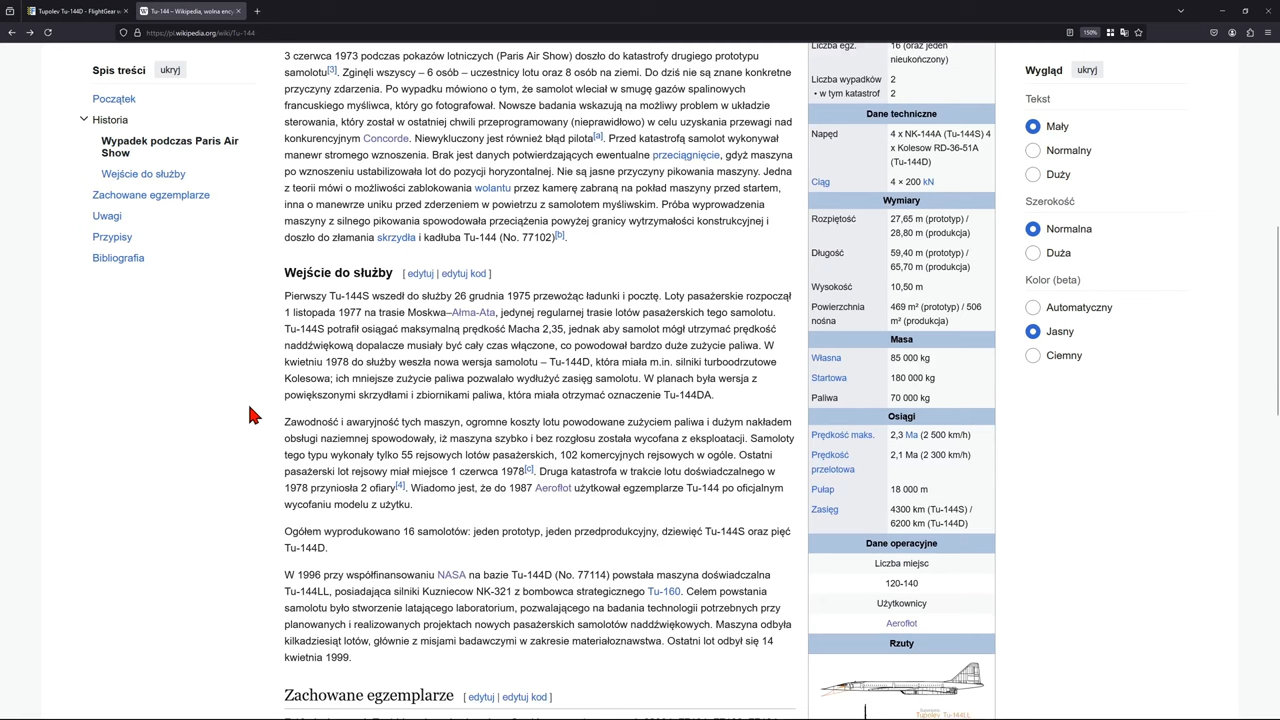 Tupolev Tu-144D - FlightGear w
Tu-144 – Wikipedia, wolna ency
https://pl.wikipedia.org/wiki/Tu-144
150%
Spis treści
ukryj
Początek
Historia
Wypadek podczas Paris Air
Show
Wejście do służby
Zachowane egzemplarze
Uwagi
Przypisy
Bibliografia
3 czerwca 1973 podczas pokazów lotniczych (Paris Air Show) doszło do katastrofy drugiego prototypu
samolotu[3]. Zginęli wszyscy – 6 osób – uczestnicy lotu oraz 8 osób na ziemi. Do dziś nie są znane konkretne
przyczyny zdarzenia. Po wypadku mówiono o tym, że samolot wleciał w smugę gazów spalinowych
francuskiego myśliwca, który go fotografował. Nowsze badania wskazują na możliwy problem w układzie
sterowania, który został w ostatniej chwili przeprogramowany (nieprawidłowo) w celu uzyskania przewagi nad
konkurencyjnym Concorde. Niewykluczony jest również błąd pilota[a]. Przed katastrofą samolot wykonywał
manewr stromego wznoszenia. Brak jest danych potwierdzających ewentualne przeciągnięcie, gdyż maszyna
po wznoszeniu ustabilizowała lot do pozycji horyzontalnej. Nie są jasne przyczyny pikowania maszyny. Jedna
z teorii mówi o możliwości zablokowania wolantu przez kamerę zabraną na pokład maszyny przed startem,
inna o manewrze uniku przed zderzeniem w powietrzu z samolotem myśliwskim. Próba wyprowadzenia
maszyny z silnego pikowania spowodowała przeciążenia powyżej granicy wytrzymałości konstrukcyjnej i
doszło do złamania skrzydła i kadłuba Tu-144 (No. 77102)[b].
Wejście do służby [ edytuj | edytuj kod ]
Pierwszy Tu-144S wszedł do służby 26 grudnia 1975 przewożąc ładunki i pocztę. Loty pasażerskie rozpoczął
1 listopada 1977 na trasie Moskwa–Ałma-Ata, jedynej regularnej trasie lotów pasażerskich tego samolotu.
Tu-144S potrafił osiągać maksymalną prędkość Macha 2,35, jednak aby samolot mógł utrzymać prędkość
naddźwiękową dopalacze musiały być cały czas włączone, co powodował bardzo duże zużycie paliwa. W
kwietniu 1978 do służby weszła nowa wersja samolotu – Tu-144D, która miała m.in. silniki turboodrzutowe
Kolesowa; ich mniejsze zużycie paliwa pozwalało wydłużyć zasięg samolotu. W planach była wersja z
powiększonymi skrzydłami i zbiornikami paliwa, która miała otrzymać oznaczenie Tu-144DA.
Zawodność i awaryjność tych maszyn, ogromne koszty lotu powodowane zużyciem paliwa i dużym nakładem
obsługi naziemnej spowodowały, iż maszyna szybko i bez rozgłosu została wycofana z eksploatacji. Samoloty
tego typu wykonały tylko 55 rejsowych lotów pasażerskich, 102 komercyjnych rejsowych w ogóle. Ostatni
pasażerski lot rejsowy miał miejsce 1 czerwca 1978[c]. Druga katastrofa w trakcie lotu doświadczalnego w
1978 przyniosła 2 ofiary[4]. Wiadomo jest, że do 1987 Aerofłot użytkował egzemplarze Tu-144 po oficjalnym
wycofaniu modelu z użytku.
Ogółem wyprodukowano 16 samolotów: jeden prototyp, jeden przedprodukcyjny, dziewięć Tu-144S oraz pięć
Tu-144D.
W 1996 przy współfinansowaniu NASA na bazie Tu-144D (No. 77114) powstała maszyna doświadczalna
Tu-144LL, posiadająca silniki Kuzniecow NK-321 z bombowca strategicznego Tu-160. Celem powstania
samolotu było stworzenie latającego laboratorium, pozwalającego na badania technologii potrzebnych przy
planowanych i realizowanych projektach nowych pasażerskich samolotów naddźwiękowych. Maszyna odbyła
kilkadziesiąt lotów, głównie z misjami badawczymi w zakresie materiałoznawstwa. Ostatni lot odbył się 14
kwietnia 1999.
Zachowane egzemplarze [ edytuj | edytuj kod ]
Liczba egz. 16 (oraz jeden
nieukończony)
Liczba wypadków 2
• w tym katastrof 2
Dane techniczne
Napęd 4 x NK-144A (Tu-144S) 4
x Kolesow RD-36-51A
(Tu-144D)
Ciąg 4 × 200 kN
Wymiary
Rozpiętość 27,65 m (prototyp) /
28,80 m (produkcja)
Długość 59,40 m (prototyp) /
65,70 m (produkcja)
Wysokość 10,50 m
Powierzchnia 469 m² (prototyp) / 506
nośna m² (produkcja)
Masa
Własna 85 000 kg
Startowa 180 000 kg
Paliwa 70 000 kg
Osiągi
Prędkość maks. 2,3 Ma (2 500 km/h)
Prędkość 2,1 Ma (2 300 km/h)
przelotowa
Pułap 18 000 m
Zasięg 4300 km (Tu-144S) /
6200 km (Tu-144D)
Dane operacyjne
Liczba miejsc
120-140
Użytkownicy
Aerofłot
Rzuty
Tupolev Tu-144LL
Wygląd
ukryj
Tekst
Mały
Normalny
Duży
Szerokość
Normalna
Duża
Kolor (beta)
Automatyczny
Jasny
Ciemny